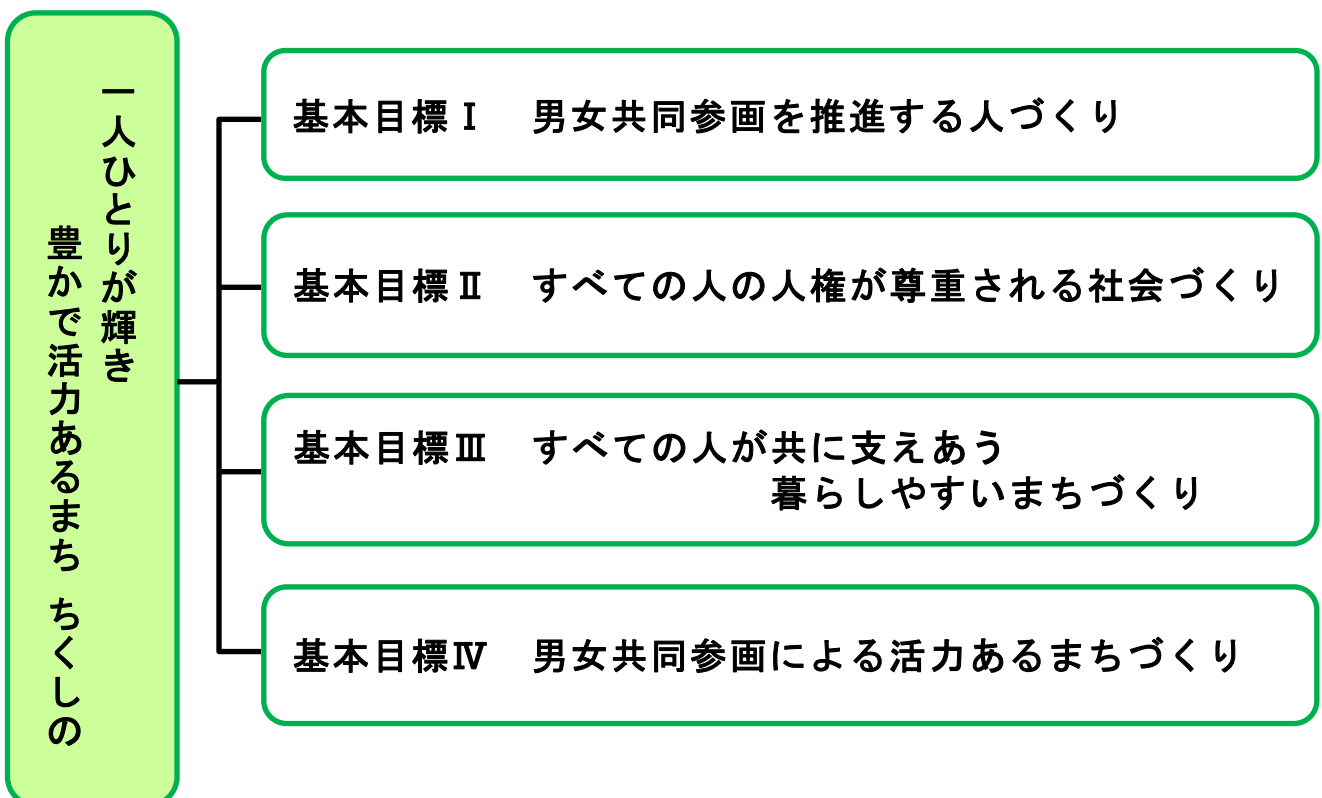 一人ひとりが輝き
豊かで活力あるまち ちくしの
基本目標Ⅰ　男女共同参画を推進する人づくり
基本目標Ⅱ　すべての人の人権が尊重される社会づくり
基本目標Ⅲ　すべての人が共に支えあう
暮らしやすいまちづくり
基本目標Ⅳ　男女共同参画による活力あるまちづくり